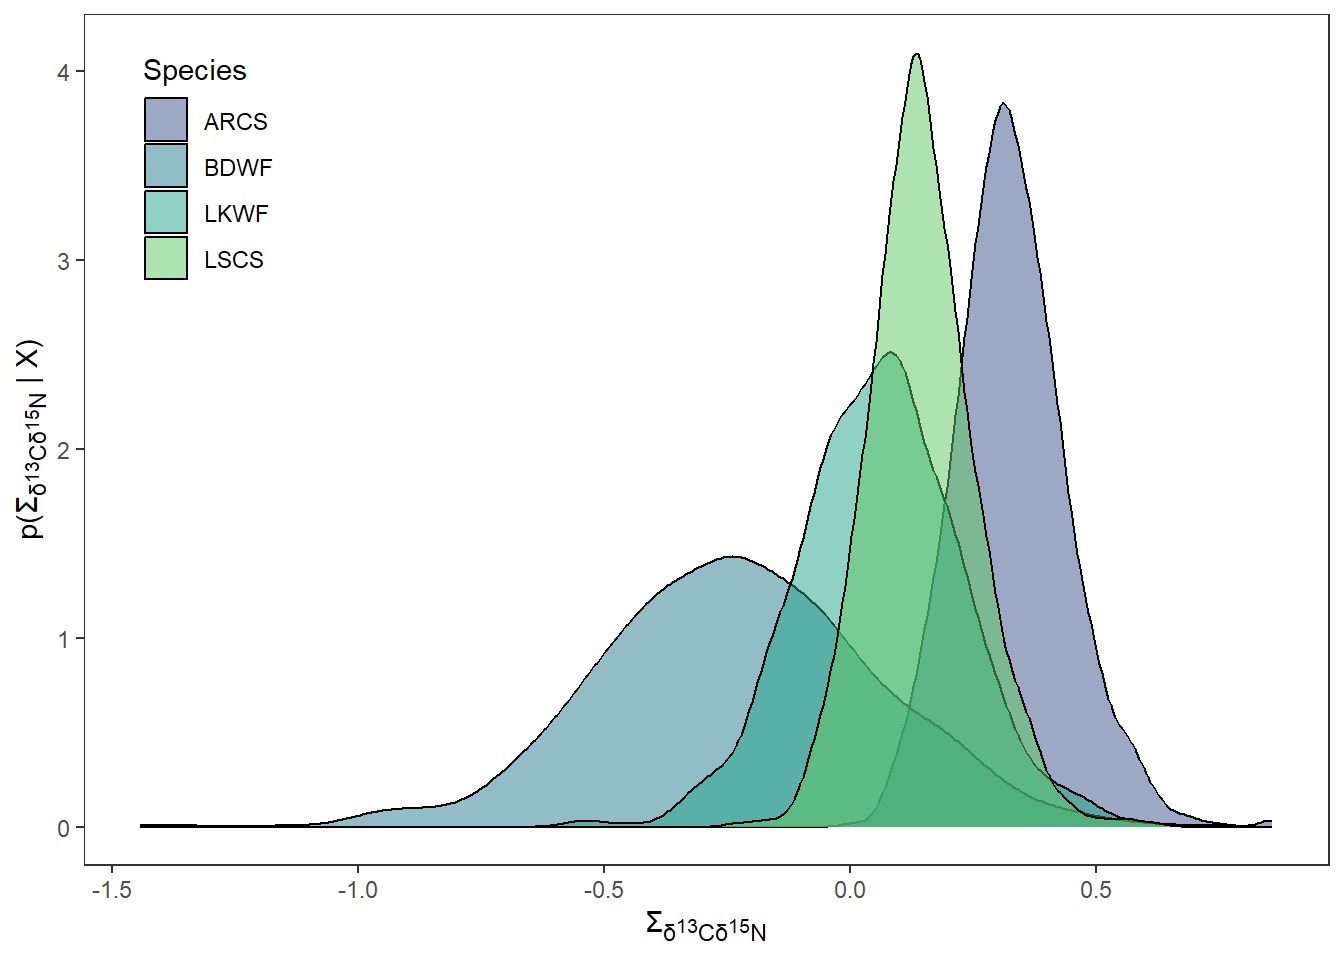 Species
ARCS
BDWF
LKWF
LSCS
4
3
2
1
0
p(Σδ¹³Cδ¹⁵N | X)
-1.5 -1.0 -0.5 0.0 0.5
Σδ¹³Cδ¹⁵N